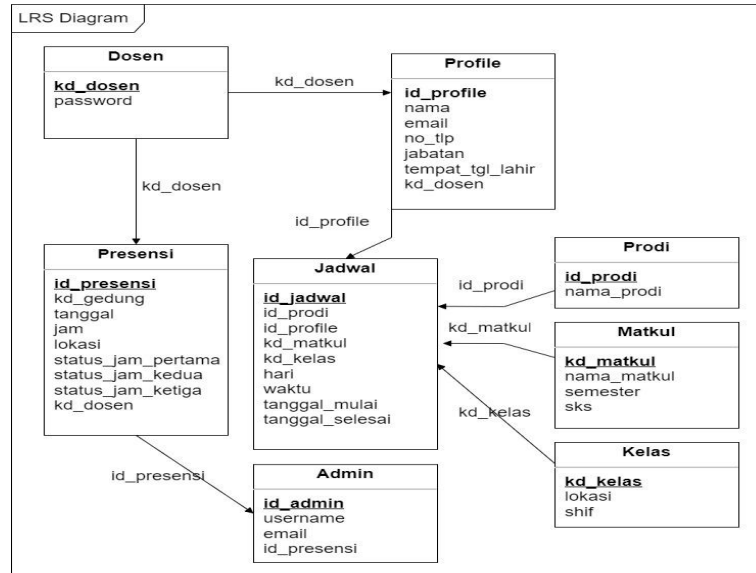 LRS Diagram
Dosen
kd_dosen
password
kd_dosen
Profile
id_profile
nama
email
no_tlp
jabatan
tempat_tgl_lahir
kd_dosen
kd_dosen
id_profile
Presensi
id_presensi
kd_gedung
tanggal
jam
lokasi
status_jam_pertama
status_jam_kedua
status_jam_ketiga
kd_dosen
Jadwal
id_jadwal
id_prodi
id_profile
kd_matkul
kd_kelas
hari
waktu
tanggal_mulai
tanggal_selesai
id_prodi
kd_matkul
kd_kelas
Prodi
id_prodi
nama_prodi
Matkul
kd_matkul
nama_matkul
semester
sks
Kelas
kd_kelas
lokasi
shif
id_presensi
Admin
id_admin
username
email
id_presensi